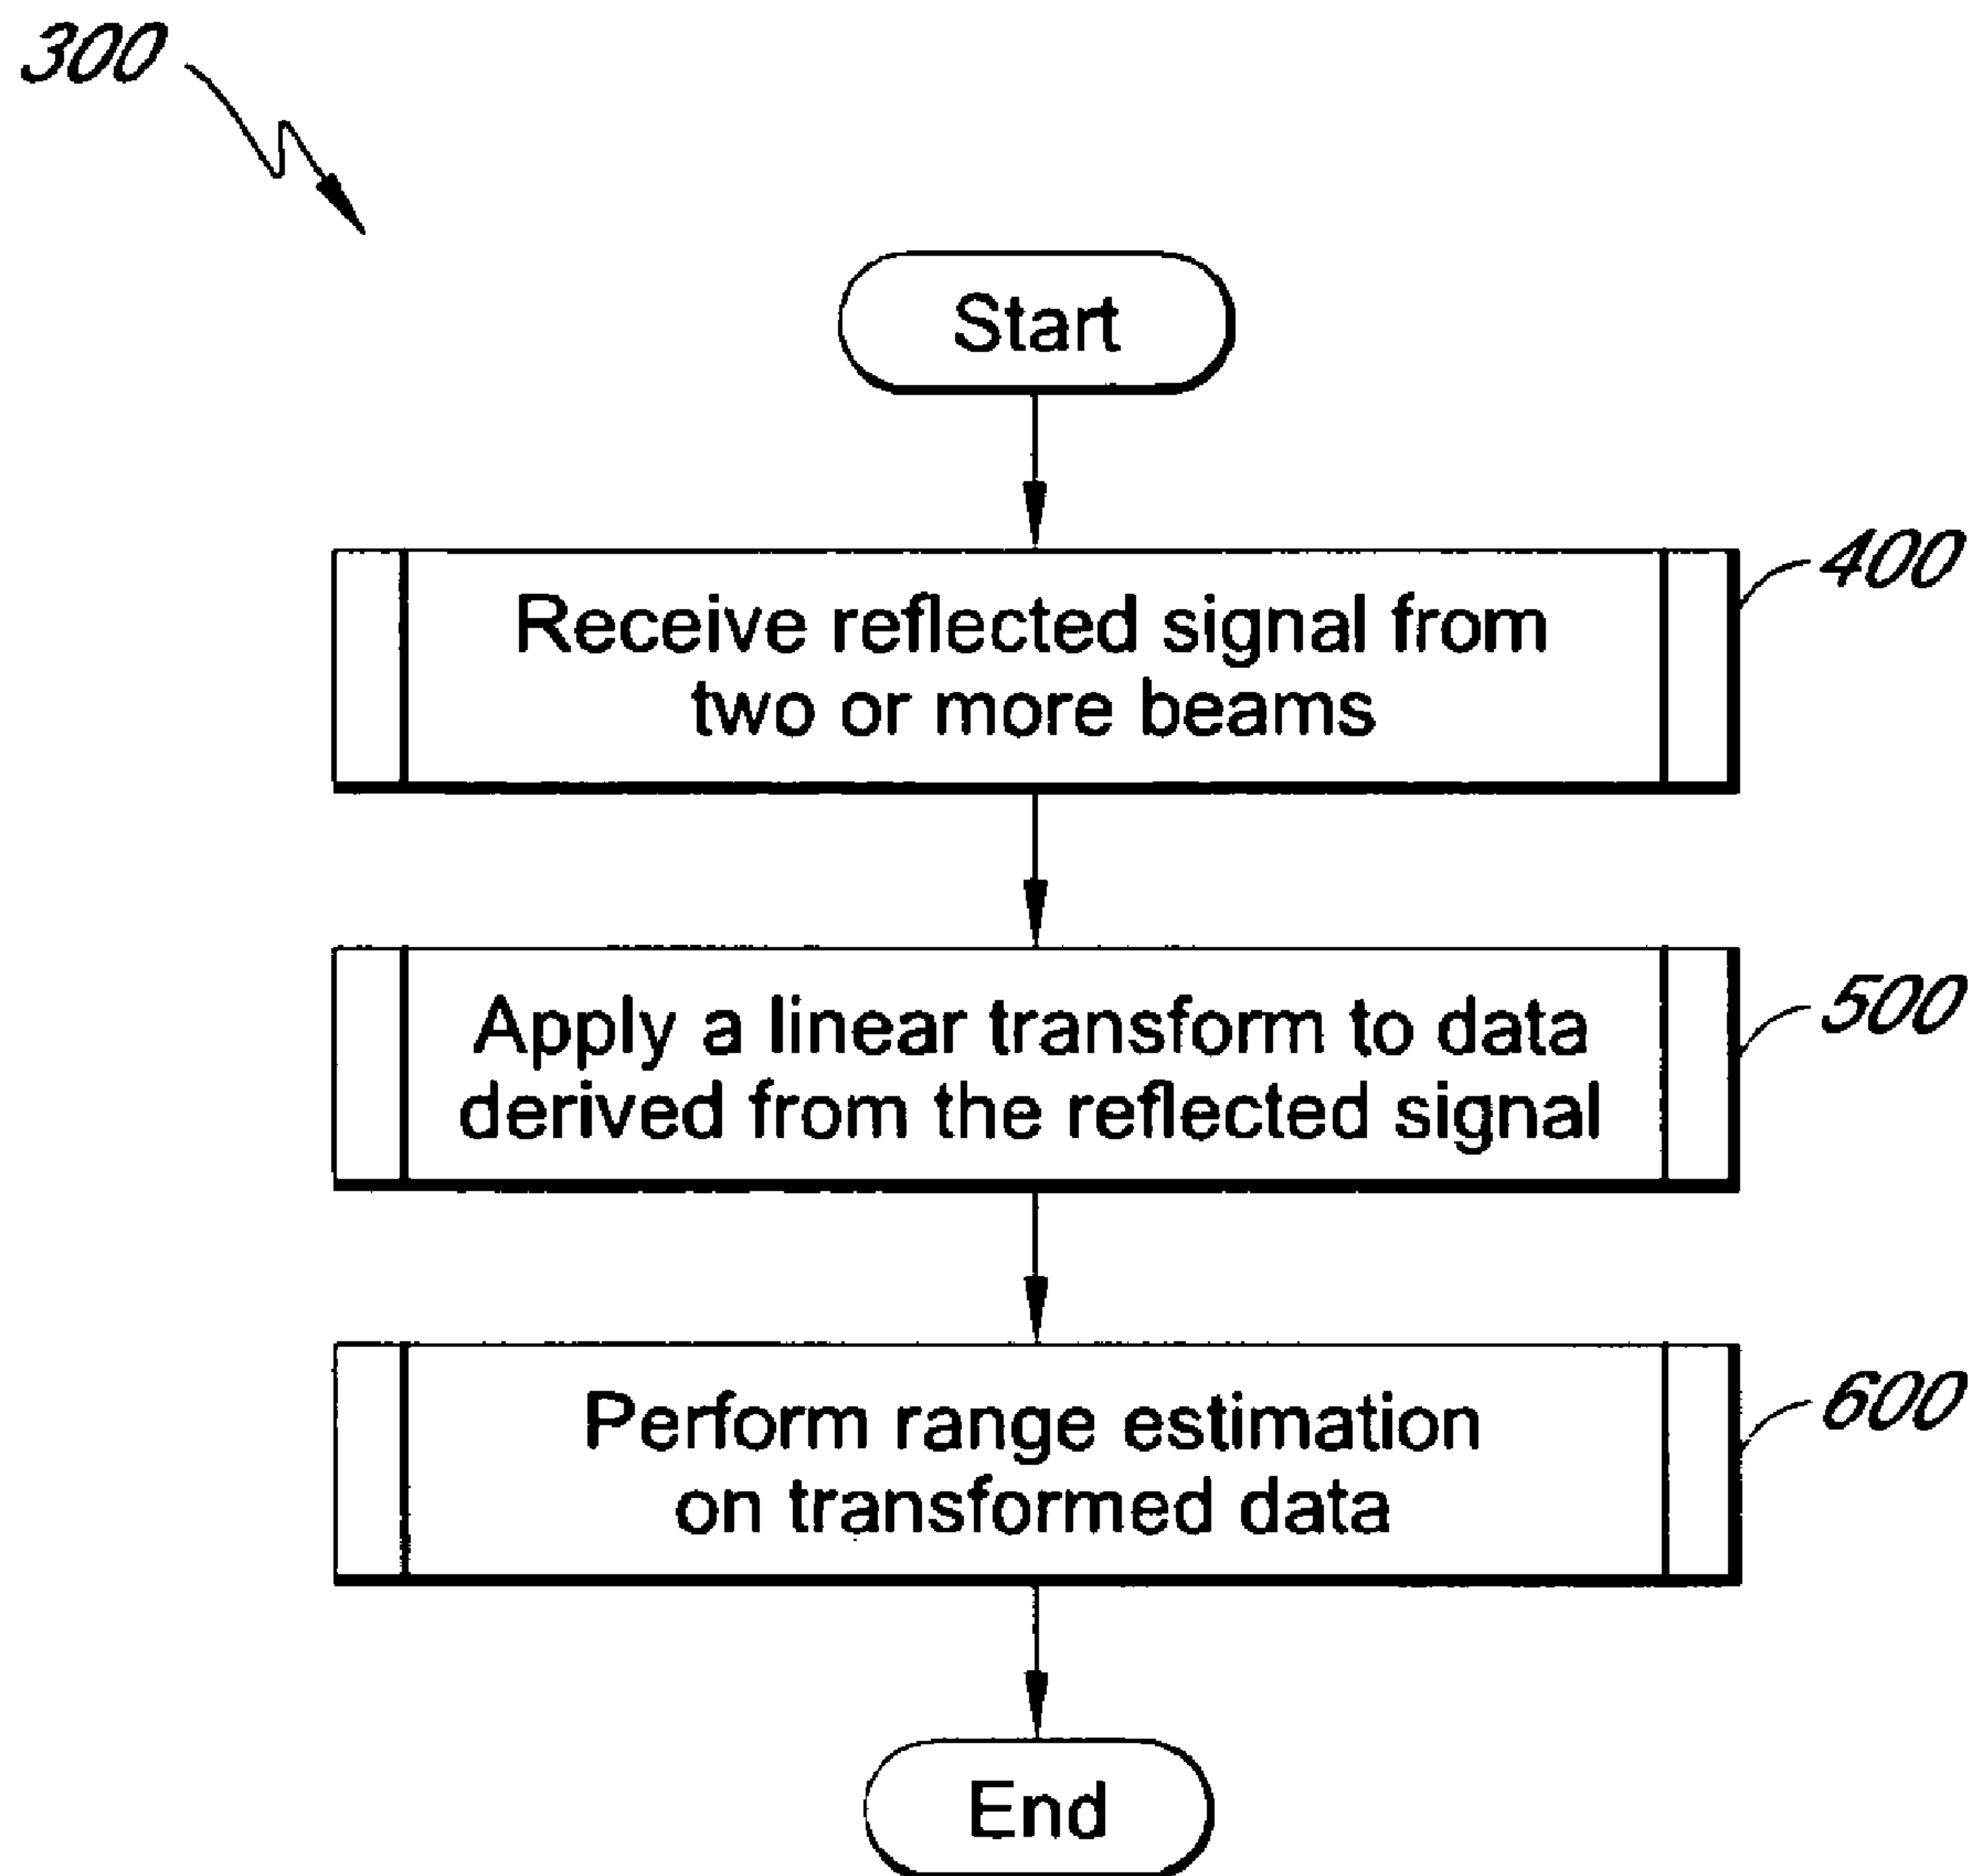 300
Start
Receive reflected signal from
two or more beams
400
Apply a linear transform to data
derived from the reflected signal
500
Perform range estimation
on transformed data
600
End